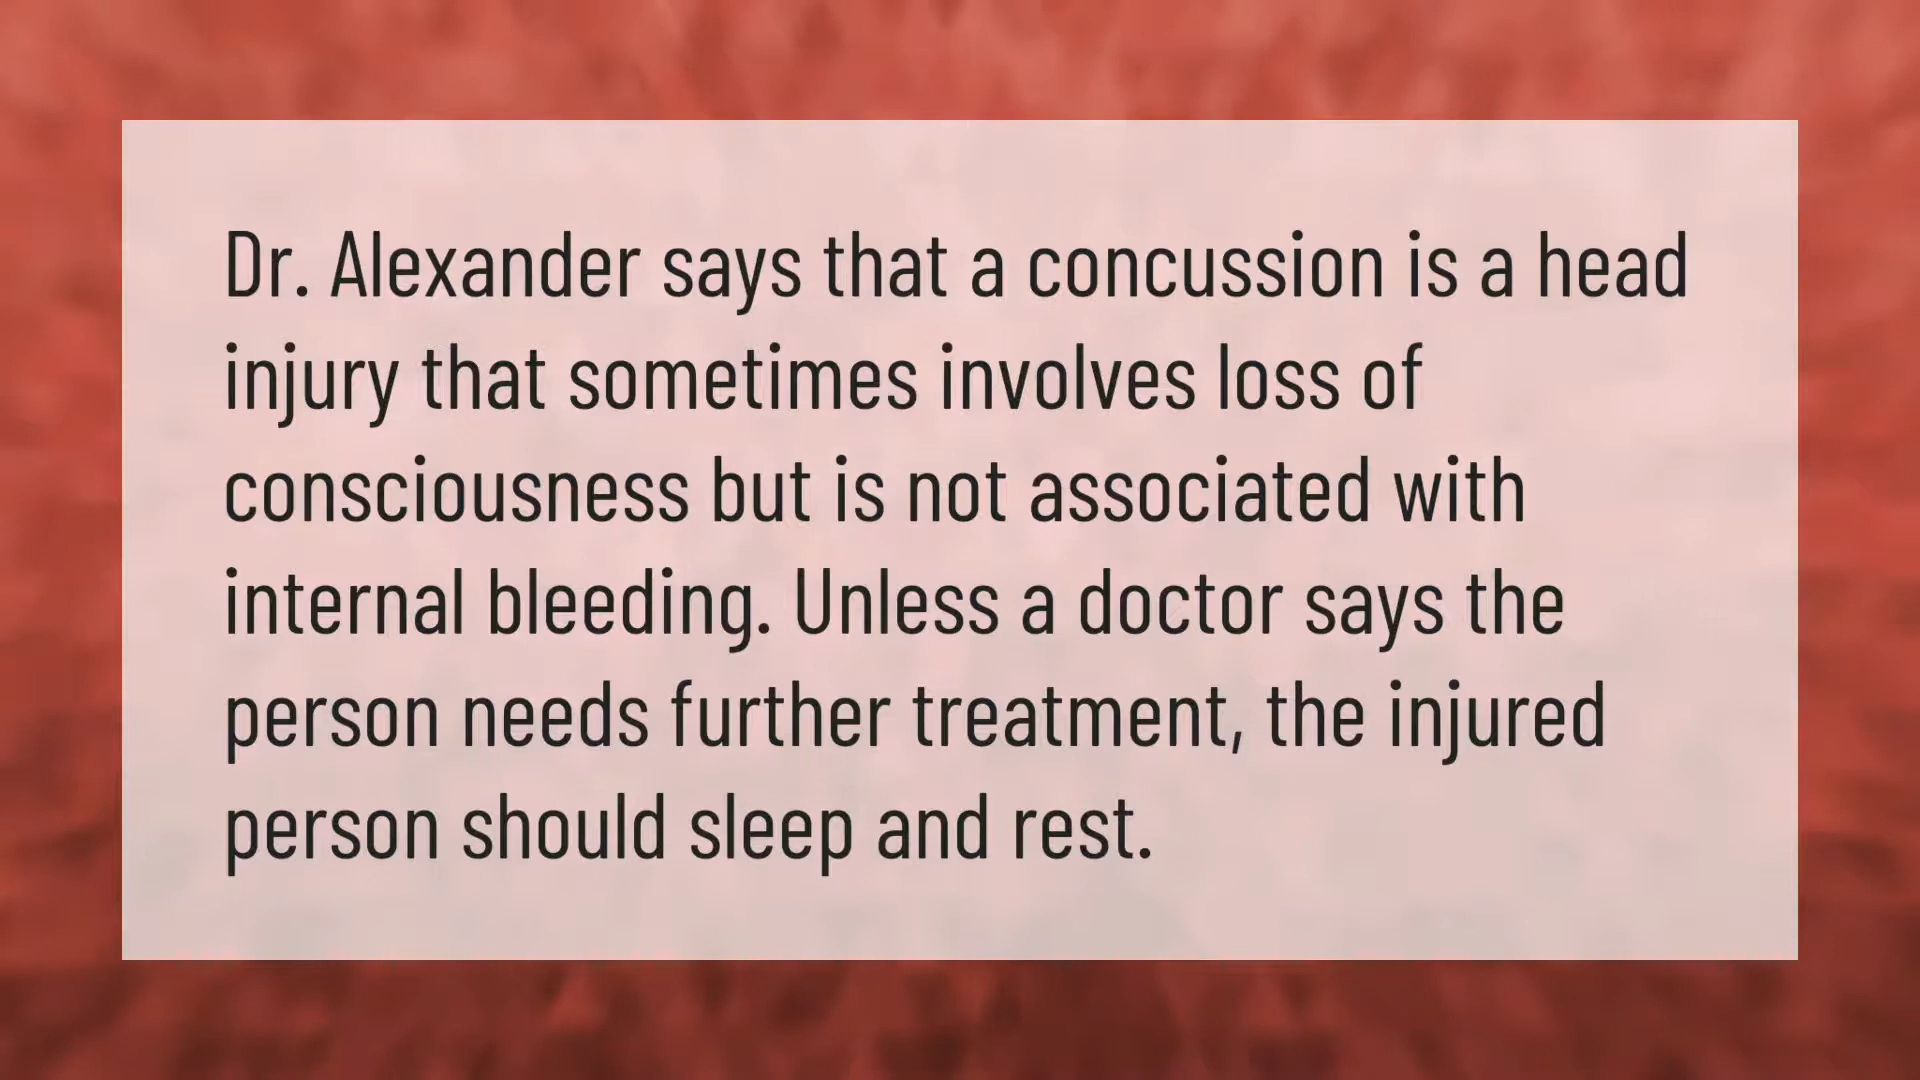 Dr. Alexander says that a concussion is a head
injury that sometimes involves loss of
consciousness but is not associated with
internal bleeding. Unless a doctor says the
person needs further treatment, the injured
person should sleep and rest.